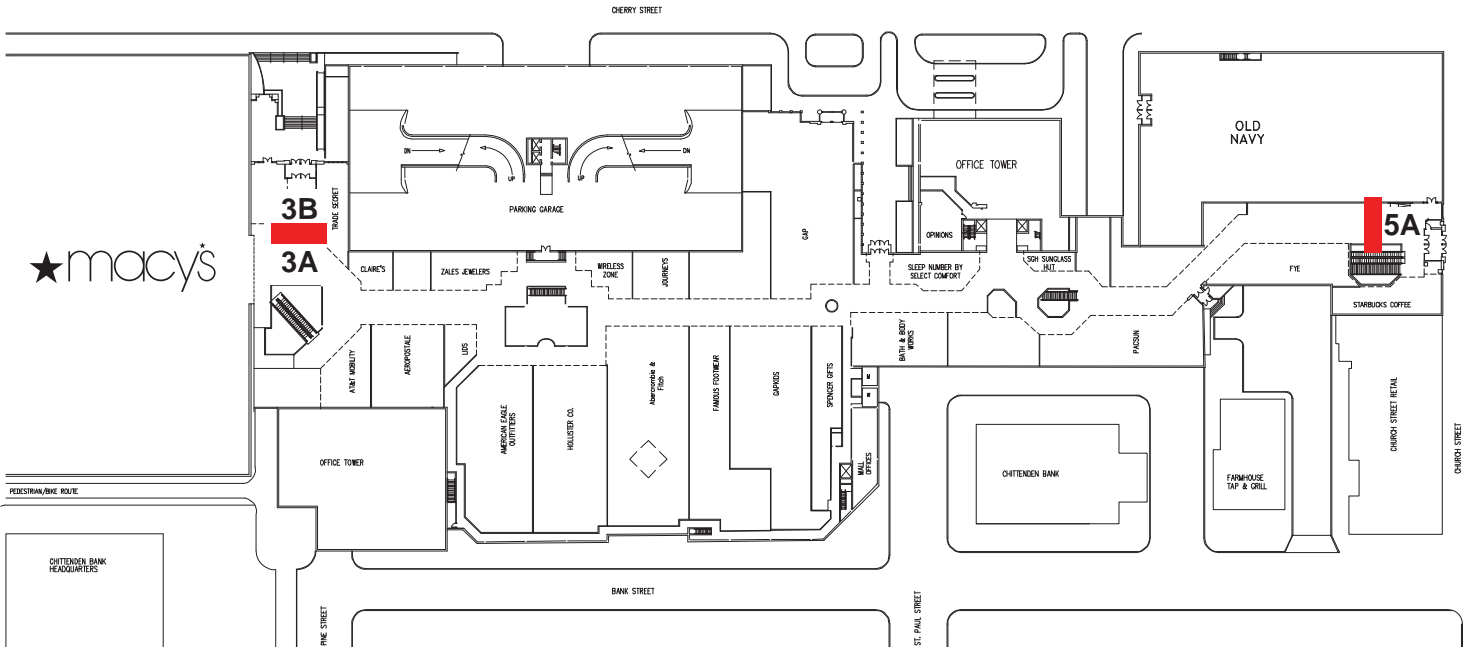 CHERRY STREET
OLD
NAVY
OFFICE TOWER
DN
DN
UP
UP
PARKING GARAGE
TRADE SECRET
3B
3A
macy's
GAP
OPINIONS
5A
CLAIRE'S
ZALES JEWELERS
WIRELESS
ZONE
JOURNEYS
SLEEP NUMBER BY
SELECT COMFORT
SGH SUNGLASS
HUT
FYE
STARBUCKS COFFEE
AT&T MOBILITY
AEROPOSTALE
LIDS
AMERICAN EAGLE
OUTFITTERS
HOLLISTER CO.
Abercrombie &
Fitch
FAMOUS FOOTWEAR
GAPKIDS
SPENCER GIFTS
BATH & BODY
WORKS
PACSUN
MALL
OFFICES
OFFICE TOWER
CHITTENDEN BANK
FARMHOUSE
TAP & GRILL
CHURCH STREET RETAIL
CHURCH STREET
PEDESTRIAN/BIKE ROUTE
CHITTENDEN BANK
HEADQUARTERS
BANK STREET
PINE STREET
ST. PAUL STREET